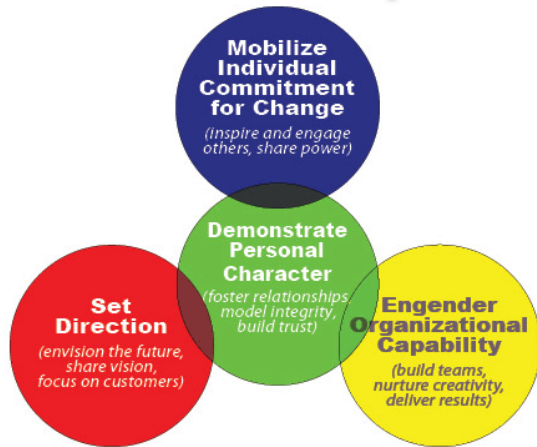 Mobilize
Individual
Commitment
for Change
(inspire and engage
others, share power)
Demonstrate
Personal
Character
(foster relationships,
model integrity,
build trust)
Set
Direction
(envision the future,
share vision,
focus on customers)
Engender
Organizational
Capability
(build teams,
nurture creativity,
deliver results)